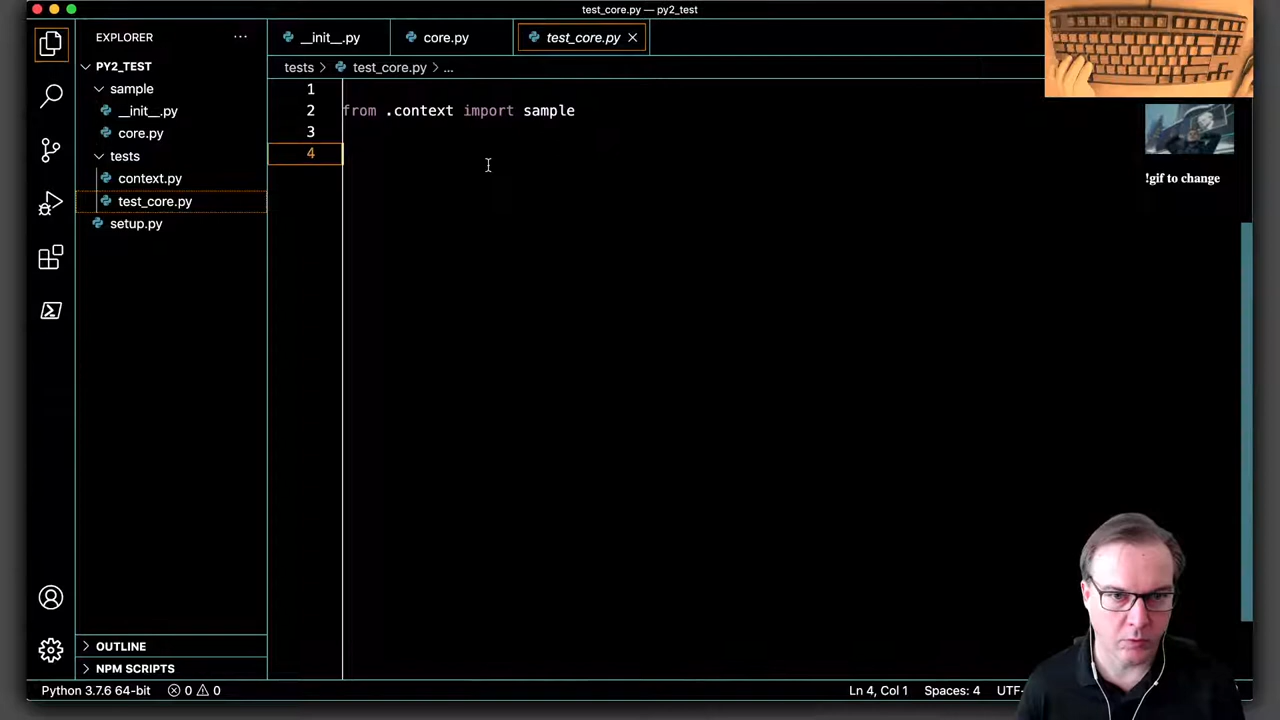 test_core.py — py2_test
EXPLORER
PY2_TEST
sample
__init__.py
core.py
tests
context.py
test_core.py
setup.py
OUTLINE
NPM SCRIPTS
__init__.py
core.py
test_core.py
tests > test_core.py > ...
1
2 from .context import sample
3
4
!gif to change
Python 3.7.6 64-bit
0
0
Ln 4, Col 1
Spaces: 4
UTF-